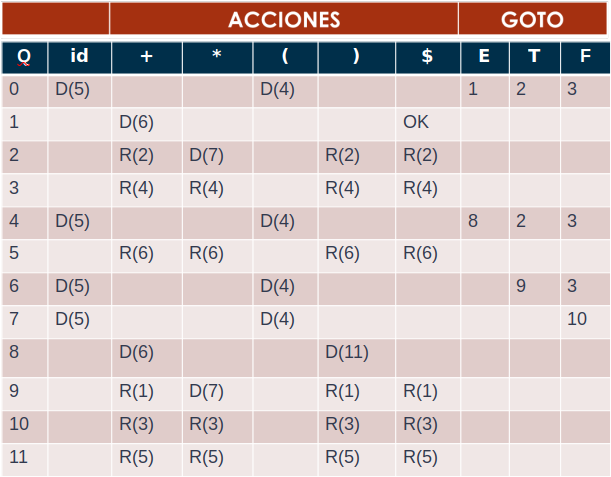 ACCIONES GOTO
Q id + * ( ) $ E T F
0 D(5) D(4) 1 2 3
1 D(6) OK
2 R(2) D(7) R(2) R(2)
3 R(4) R(4) R(4) R(4)
4 D(5) D(4) 8 2 3
5 R(6) R(6) R(6) R(6)
6 D(5) D(4) 9 3
7 D(5) D(4) 10
8 D(6) D(11)
9 R(1) D(7) R(1) R(1)
10 R(3) R(3) R(3) R(3)
11 R(5) R(5) R(5) R(5)